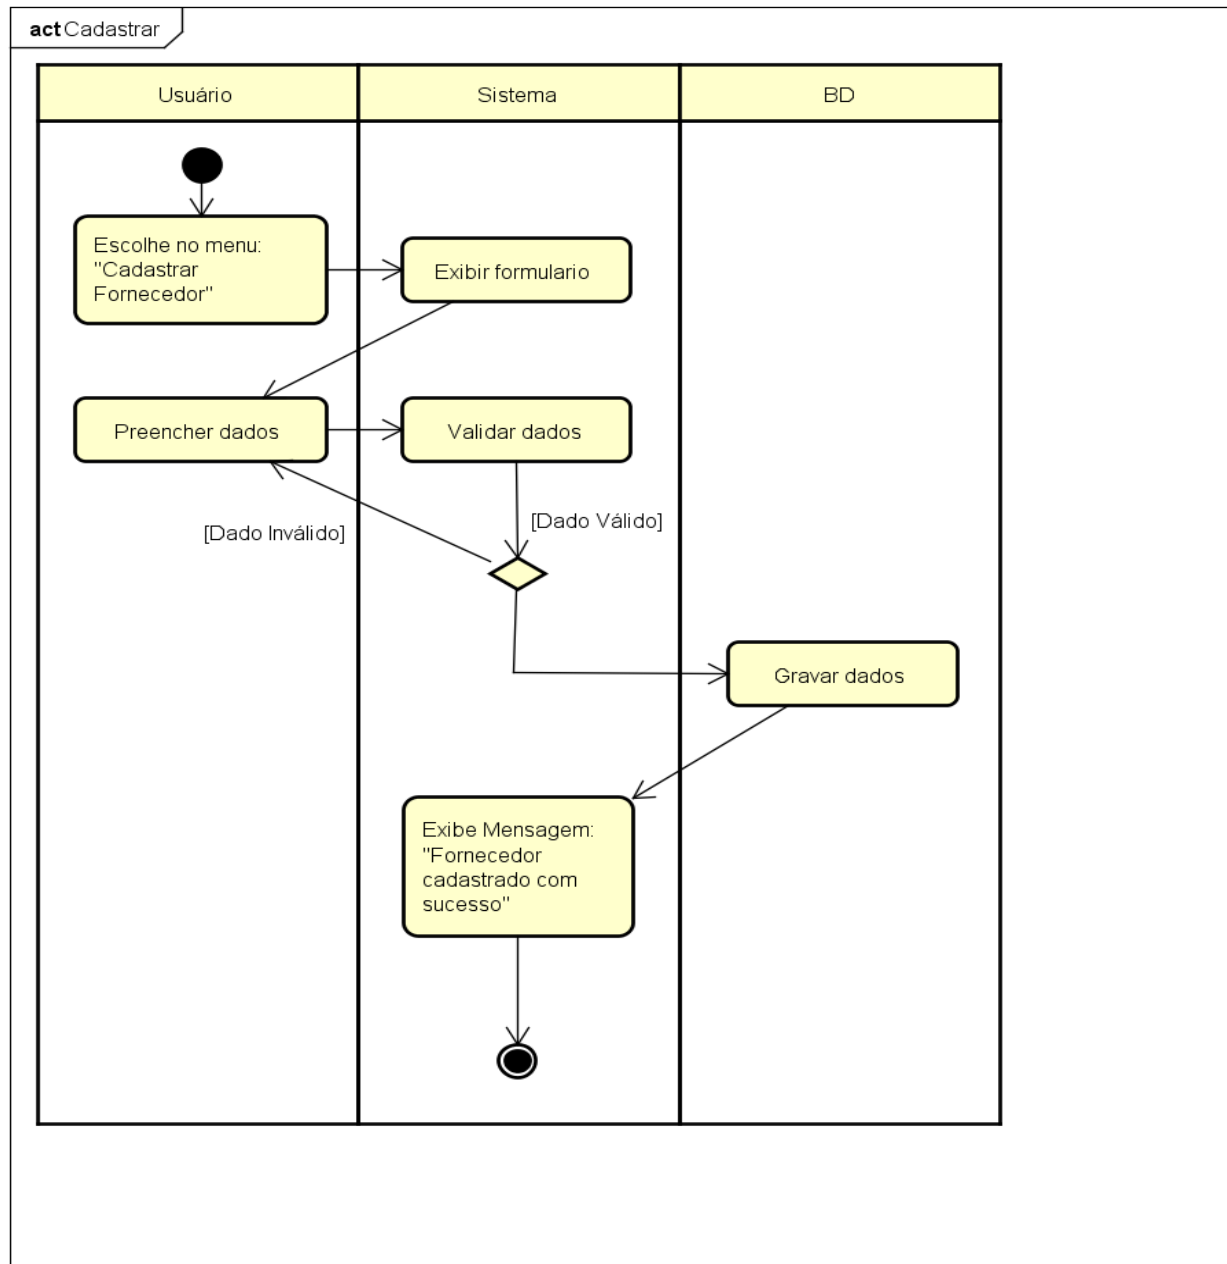 act Cadastrar
Usuário
Sistema
BD
Escolhe no menu:
"Cadastrar
Fornecedor"
Exibir formulario
Preencher dados
Validar dados
[Dado Válido]
[Dado Inválido]
Gravar dados
Exibe Mensagem:
"Fornecedor
cadastrado com
sucesso"